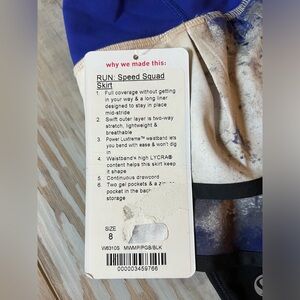 why we made this:
RUN: Speed Squad
Skirt
1. Full coverage without getting
in your way & a long liner
designed to stay in place
mid-stride
2. Swift outer layer is two-way
stretch, lightweight &
breathable
3. Power Luxtreme™ waistband lets
you bend with ease & won't dig
in
4. Waistband's high LYCRA®
content helps this skirt keep
it shape
5. Continuous drawcord
6. Two gel pockets & a
pocket in the back
storage
SIZE
8
W6310S MWMP/PGB/BLK
000003459766